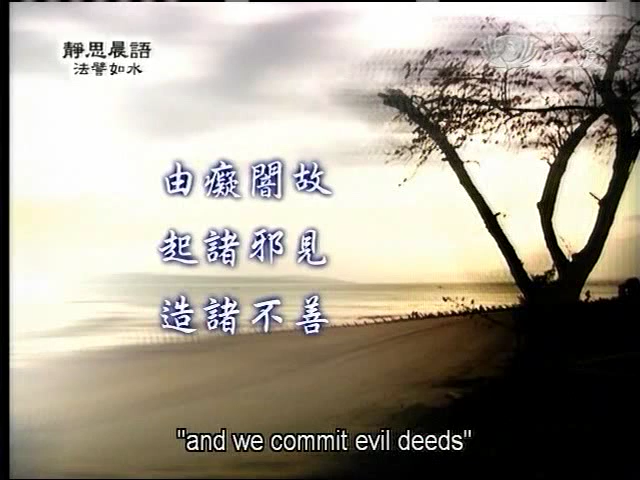 靜思晨語
法譬如水
由癡闇故
起諸邪見
造諸不善
"and we commit evil deeds"